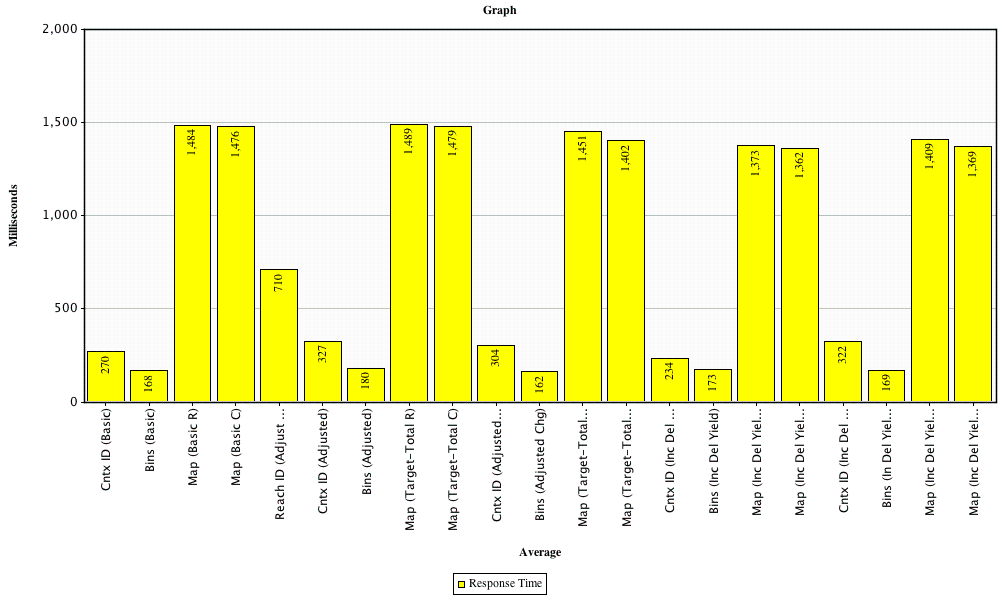 Graph
2,000
1,500
1,000
500
0
Milliseconds
270
168
1,484
1,476
710
327
180
1,489
1,479
304
162
1,451
1,402
234
173
1,373
1,362
322
169
1,409
1,369
Cntx ID (Basic)
Bins (Basic)
Map (Basic R)
Map (Basic C)
Reach ID (Adjust ...
Cntx ID (Adjusted)
Bins (Adjusted)
Map (Target-Total R)
Map (Target-Total C)
Cntx ID (Adjusted...
Bins (Adjusted Chg)
Map (Target-Total...
Map (Target-Total...
Cntx ID (Inc Del ...
Bins (Inc Del Yield)
Map (Inc Del Yiel...
Map (Inc Del Yiel...
Cntx ID (Inc Del ...
Bins (In Del Yiel...
Map (Inc Del Yiel...
Map (Inc Del Yiel...
Average
Response Time